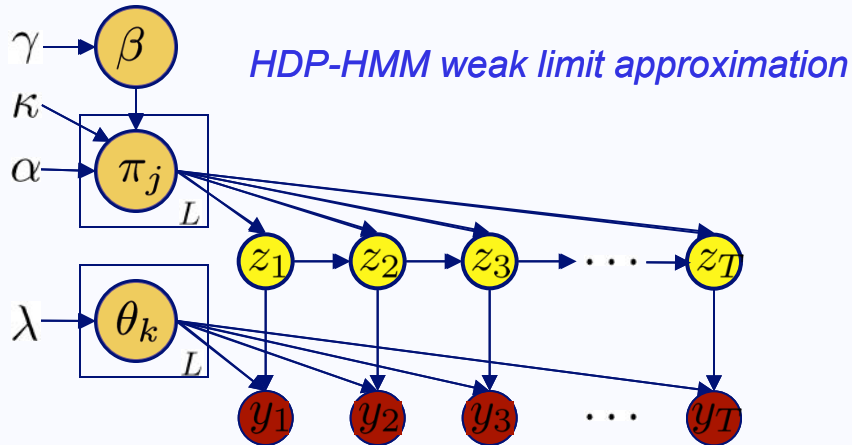 γ β
HDP-HMM weak limit approximation
κ
α π_j
L
z_1 z_2 z_3 ··· z_T
λ θ_k
L
y_1 y_2 y_3 ··· y_T